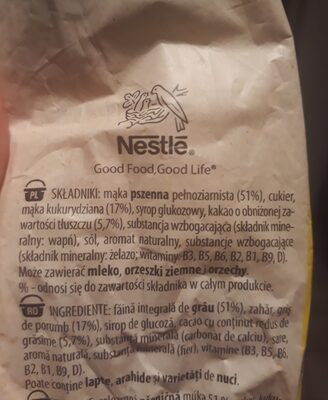 Nestlé®
Good Food, Good Life®
PL SKŁADNIKI: mąka pszenna pełnoziarnista (51%), cukier,
mąka kukurydziana (17%), syrop glukozowy, kakao o obniżonej za-
wartości tłuszczu (5,7%), substancja wzbogacająca (składnik mine-
ralny: wapń), sól, aromat naturalny, substancje wzbogacające
(składnik mineralny: żelazo; witaminy: B3, B5, B6, B2, B1, B9, D).
Może zawierać mleko, orzeszki ziemne i orzechy.
% - odnosi się do zawartości składnika w całym produkcie.
RO INGREDIENTE: făină integrală de grâu (51%), zahăr, griș
de porumb (17%), sirop de glucoză, cacao cu conținut redus de
grăsime (5,7%), substanță minerală (carbonat de calciu), sare,
aromă naturală, substanță minerală (fier), vitamine (B3, B5, B6,
B2, B1, B9, D).
Poate conține lapte, arahide și varietăți de nuci.